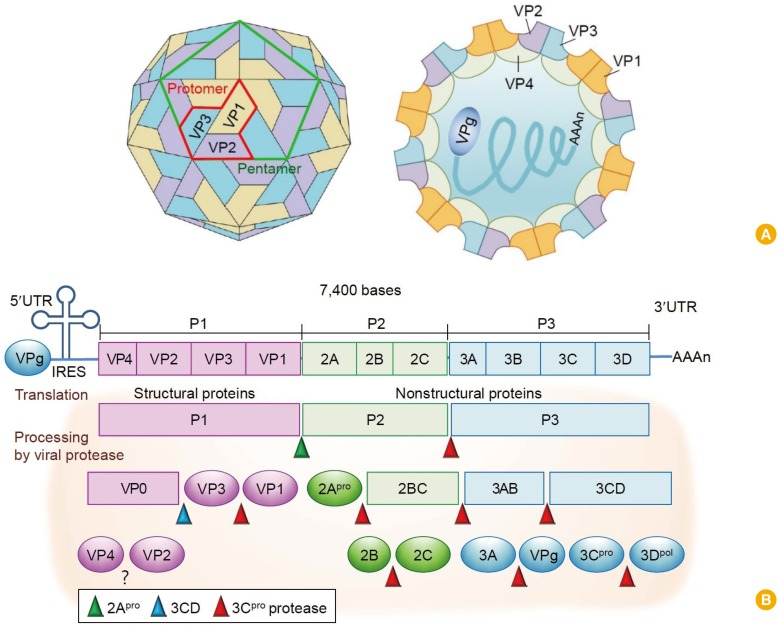 Protomer
VP3
VP1
VP2
Pentamer
VP2
VP3
VP1
VP4
VPg
AAAn
A
5′UTR
7,400 bases
3′UTR
P1
P2
P3
VPg
IRES
VP4 VP2 VP3 VP1 2A 2B 2C 3A 3B 3C 3D
AAAn
Translation
Structural proteins
Nonstructural proteins
P1 P2 P3
Processing
by viral protease
VP0 VP3 VP1 2Apro 2BC 3AB 3CD
VP4 VP2 2B 2C 3A VPg 3Cpro 3Dpol
?
2Apro 3CD 3Cpro protease
B